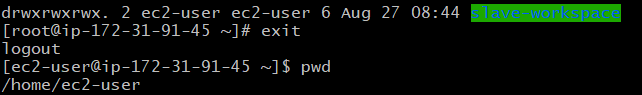 drwxrwxrwx. 2 ec2-user ec2-user 6 Aug 27 08:44 slave-workspace
[root@ip-172-31-91-45 ~]# exit
logout
[ec2-user@ip-172-31-91-45 ~]$ pwd
/home/ec2-user